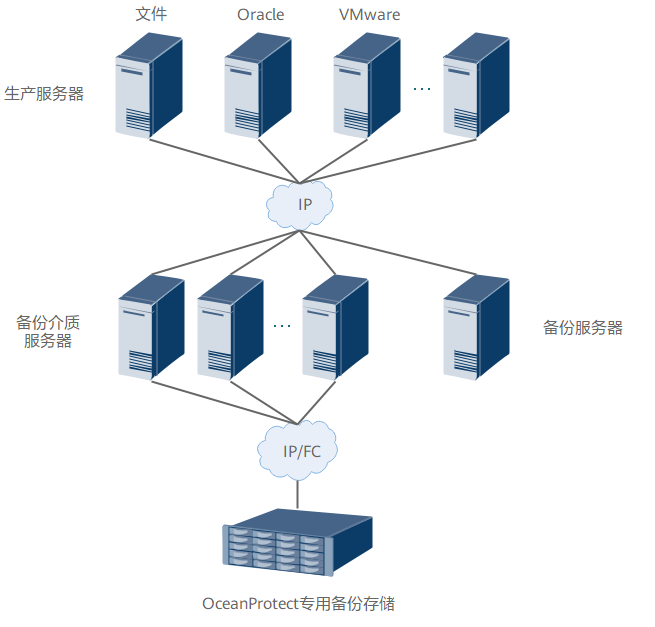 文件
Oracle
VMware
生产服务器
...
IP
备份介质
服务器
...
备份服务器
IP/FC
OceanProtect专用备份存储